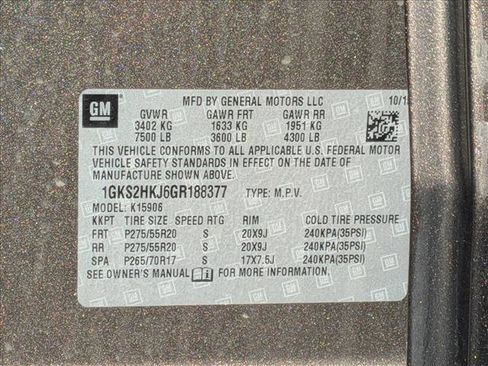 GM
MFD BY GENERAL MOTORS LLC 10/15
GVWR GAWR FRT GAWR RR
3402 KG 1633 KG 1951 KG
7500 LB 3600 LB 4300 LB
THIS VEHICLE CONFORMS TO ALL APPLICABLE U.S. FEDERAL MOTOR
VEHICLE SAFETY STANDARDS IN EFFECT ON THE DATE OF
MANUFACTURE SHOWN ABOVE.
1GKS2HKJ6GR188377 TYPE: M.P.V.
MODEL: K15906
KKPT TIRE SIZE SPEED RTG RIM COLD TIRE PRESSURE
FRT P275/55R20 S 20X9J 240KPA(35PSI)
RR P275/55R20 S 20X9J 240KPA(35PSI)
SPA P265/70R17 S 17X7.5J 240KPA(35PSI)
SEE OWNER'S MANUAL FOR MORE INFORMATION.